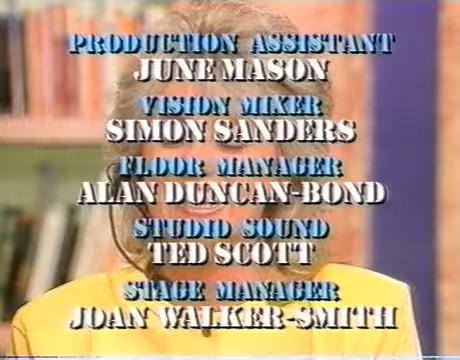 PRODUCTION ASSISTANT
JUNE MASON
VISION MIXER
SIMON SANDERS
FLOOR MANAGER
ALAN DUNCAN-BOND
STUDIO SOUND
TED SCOTT
STAGE MANAGER
JOAN WALKER-SMITH